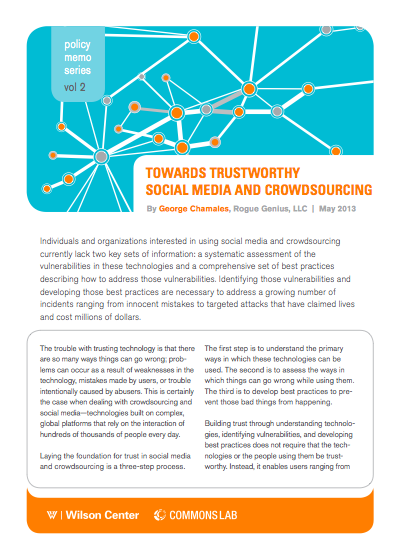 policy
memo
series
vol 2
TOWARDS TRUSTWORTHY
SOCIAL MEDIA AND CROWDSOURCING
By George Chamales, Rogue Genius, LLC | May 2013
Individuals and organizations interested in using social media and crowdsourcing
currently lack two key sets of information: a systematic assessment of the
vulnerabilities in these technologies and a comprehensive set of best practices
describing how to address those vulnerabilities. Identifying those vulnerabilities and
developing those best practices are necessary to address a growing number of
incidents ranging from innocent mistakes to targeted attacks that have claimed lives
and cost millions of dollars.
The trouble with trusting technology is that there
are so many ways things can go wrong: prob-
lems can occur as a result of weaknesses in the
technology, mistakes made by users, or trouble
intentionally caused by abusers. This is certainly
the case when dealing with crowdsourcing and
social media—technologies built on complex,
global platforms that rely on the interaction of
hundreds of thousands of people every day.
Laying the foundation for trust in social media
and crowdsourcing is a three-step process.
The first step is to understand the primary
ways in which these technologies can be
used. The second is to assess the ways in
which things can go wrong while using them.
The third is to develop best practices to pre-
vent those bad things from happening.
Building trust through understanding technolo-
gies, identifying vulnerabilities, and developing
best practices does not require that the tech-
nologies or the people using them be trust-
worthy. Instead, it enables users ranging from
Wilson Center
COMMONS LAB